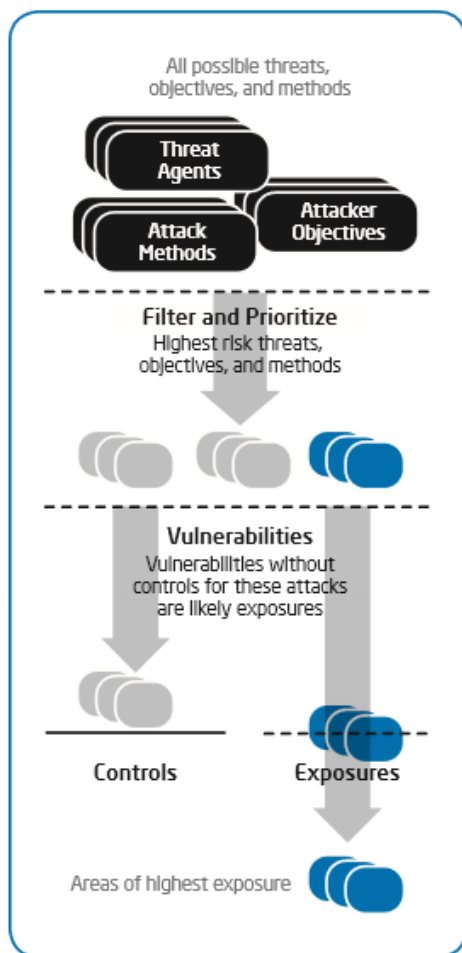 All possible threats,
objectives, and methods
Threat
Agents
Attacker
Objectives
Attack
Methods
Filter and Prioritize
Highest risk threats,
objectives, and methods
Vulnerabilities
Vulnerabilities without
controls for these attacks
are likely exposures
Controls
Exposures
Areas of highest exposure